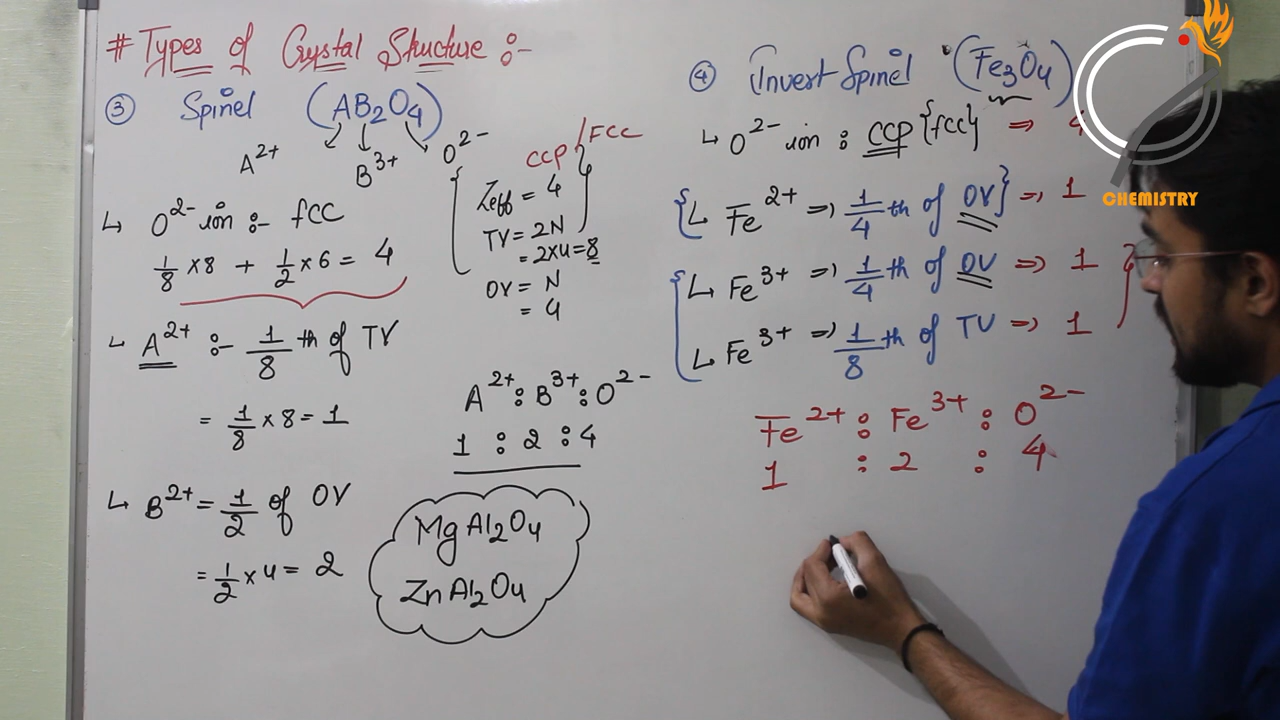 # Types of Crystal Structure :-
③ Spinel (AB₂O₄)
A²⁺ B³⁺ O²⁻
↳ O²⁻ ion :- fCC
1/8 × 8 + 1/2 × 6 = 4
CCP / FCC
Zeff = 4
TV = 2N
= 2×4 = 8
OV = N
= 4
↳ A²⁺ :- 1/8 th of TV
= 1/8 × 8 = 1
↳ B²⁺ = 1/2 of OV
= 1/2 × 4 = 2
A²⁺ : B³⁺ : O²⁻
1 : 2 : 4
MgAl₂O₄
ZnAl₂O₄
④ Invest Spinel (Fe₃O₄)
↳ O²⁻ ion : CCP {fCC} ⇒ 4
↳ Fe²⁺ ⇒ 1/4 th of OV ⇒ 1
↳ Fe³⁺ ⇒ 1/4 th of OV ⇒ 1
↳ Fe³⁺ ⇒ 1/8 th of TV ⇒ 1
Fe²⁺ : Fe³⁺ : O²⁻
1 : 2 : 4
CHEMISTRY